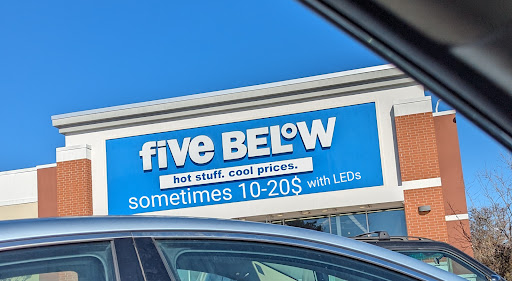 five BELOW
hot stuff. cool prices.
sometimes 10-20$ with LEDs